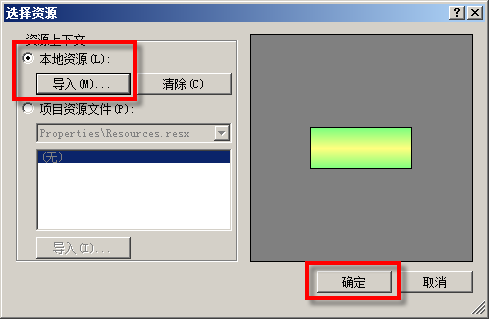 选择资源
资源上下文
本地资源(L):
导入(M)...
清除(C)
项目资源文件(P):
Properties\Resources.resx
(无)
导入(I)...
确定
取消